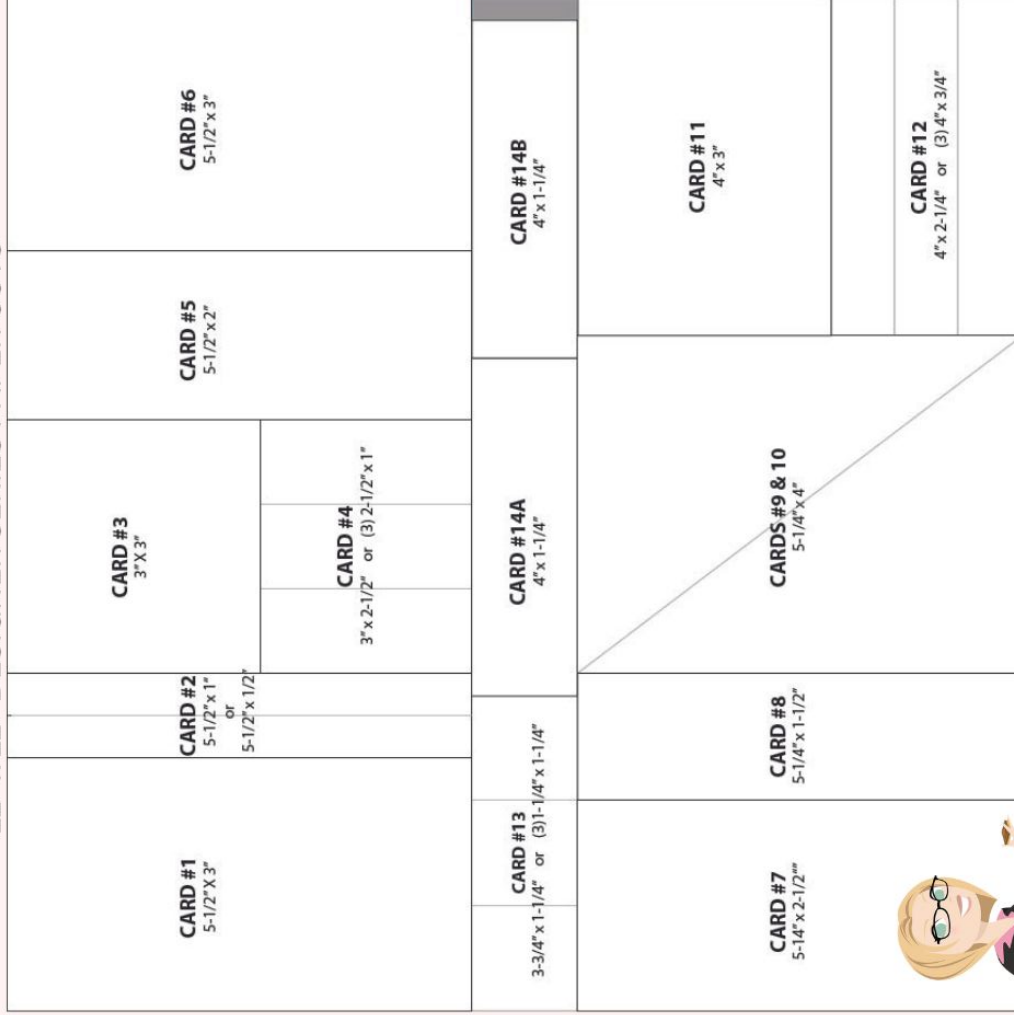 CARD #1
5-1/2" X 3"
CARD #2
5-1/2" x 1"
or
5-1/2" x 1/2"
CARD #3
3" X 3"
CARD #4
3" x 2-1/2" or (3) 2-1/2" x 1"
CARD #5
5-1/2" x 2"
CARD #6
5-1/2" x 3"
CARD #13
3-3/4" x 1-1/4" or (3)1-1/4" x 1-1/4"
CARD #14A
4" x 1-1/4"
CARD #14B
4" x 1-1/4"
CARD #7
5-14" x 2-1/2""
CARD #8
5-1/4" x 1-1/2"
CARDS #9 & 10
5-1/4" x 4"
CARD #11
4" x 3"
CARD #12
4" x 2-1/4" or (3) 4" x 3/4"